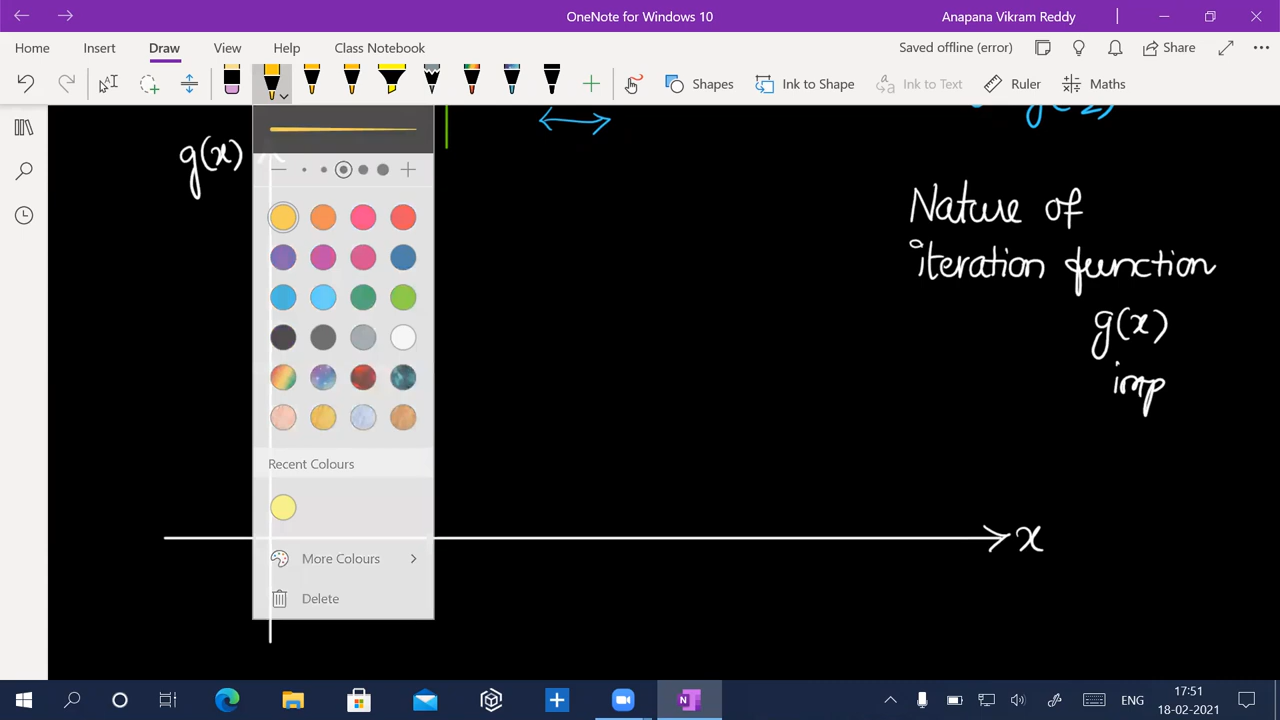 OneNote for Windows 10
Anapana Vikram Reddy
Home Insert Draw View Help Class Notebook
Saved offline (error) Share
Shapes Ink to Shape Ink to Text Ruler Maths
g(x)
Nature of
iteration function
g(x)
imp
Recent Colours
x
More Colours
Delete
ENG
17:51
18-02-2021